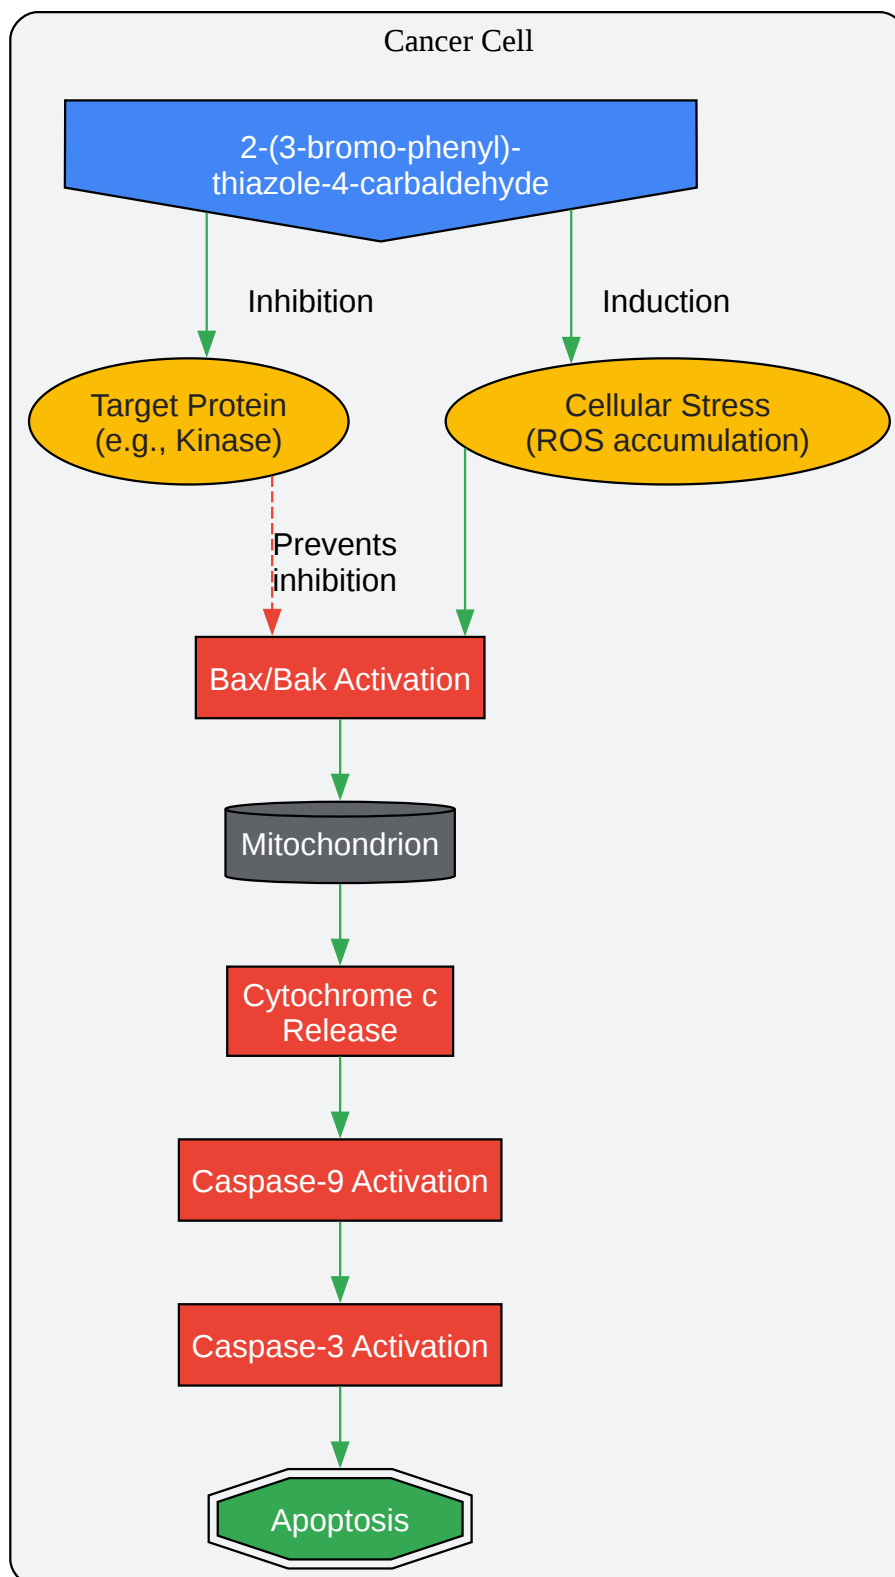 Cancer Cell
2-(3-bromo-phenyl)-
thiazole-4-carbaldehyde
Inhibition
Induction
Target Protein
(e.g., Kinase)
Cellular Stress
(ROS accumulation)
Prevents
inhibition
Bax/Bak Activation
Mitochondrion
Cytochrome c
Release
Caspase-9 Activation
Caspase-3 Activation
Apoptosis